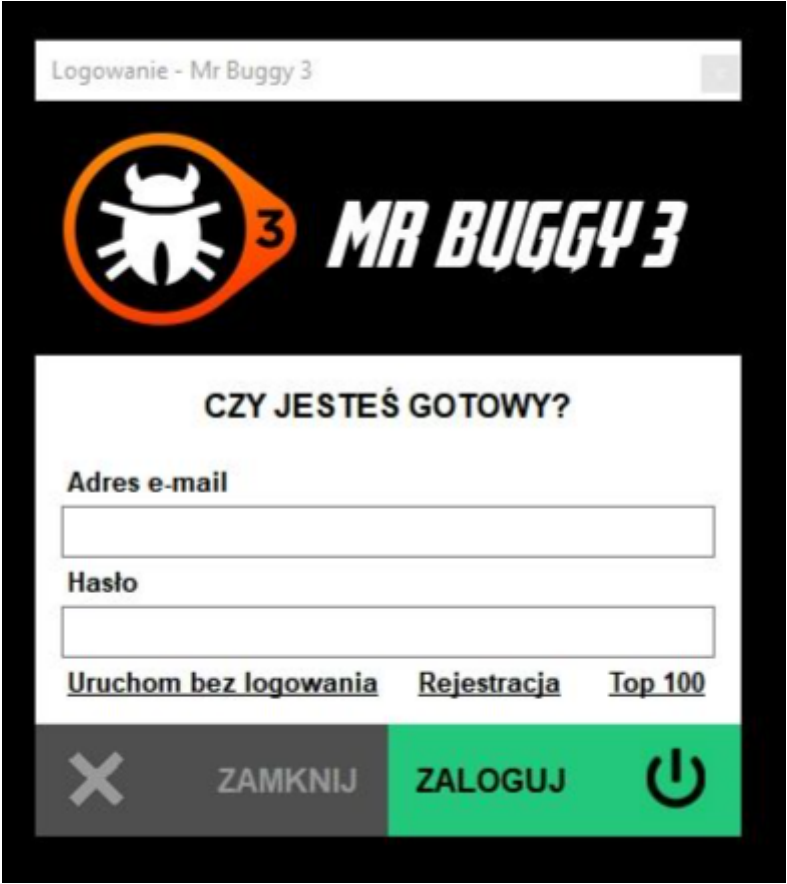 Logowanie - Mr Buggy 3
3 MR BUGGY 3
CZY JESTEŚ GOTOWY?
Adres e-mail
Hasło
Uruchom bez logowania Rejestracja Top 100
ZAMKNIJ ZALOGUJ